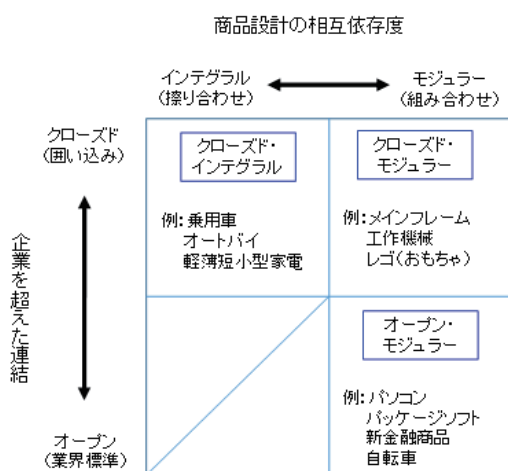 商品設計の相互依存度
インテグラル
(擦り合わせ)
モジュラー
(組み合わせ)
クローズド
(囲い込み)
クローズド・
インテグラル
クローズド・
モジュラー
例：乗用車
オートバイ
軽薄短小型家電
例：メインフレーム
工作機械
レゴ(おもちゃ)
企業を超えた連結
オープン・
モジュラー
例：パソコン
パッケージソフト
新金融商品
自転車
オープン
(業界標準)